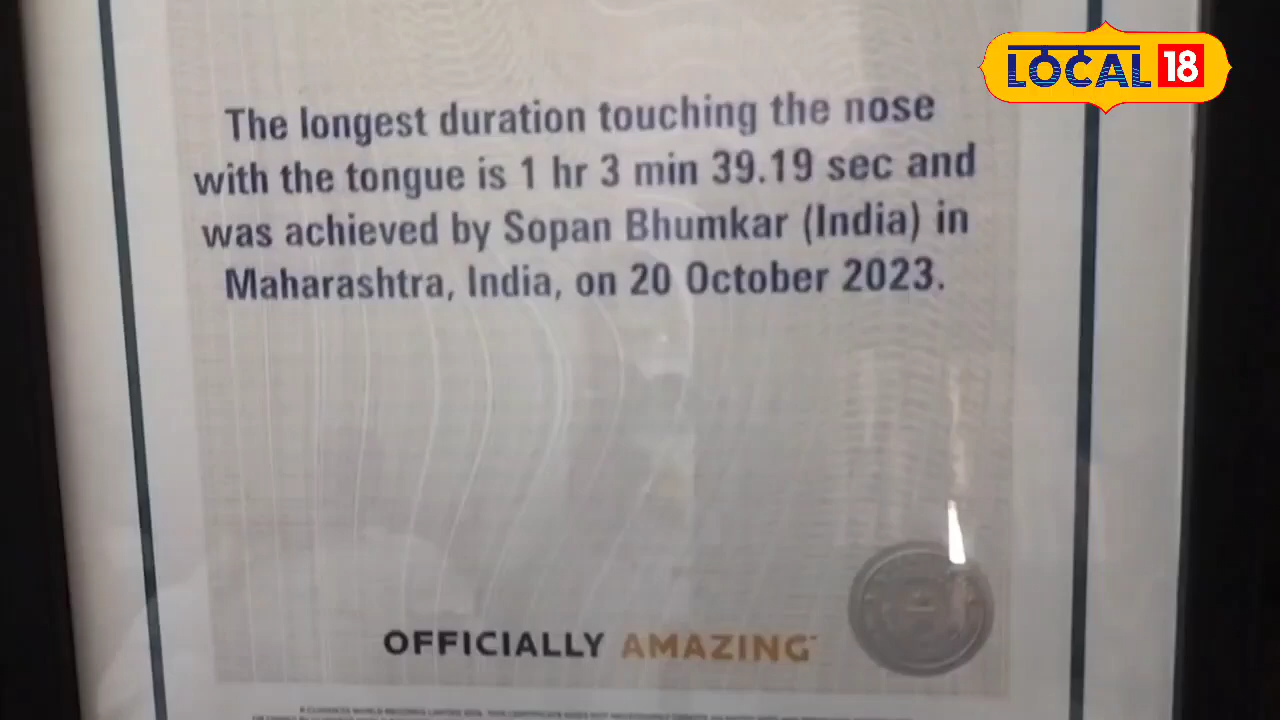 LOCAL 18
The longest duration touching the nose
with the tongue is 1 hr 3 min 39.19 sec and
was achieved by Sopan Bhumkar (India) in
Maharashtra, India, on 20 October 2023.
OFFICIALLY AMAZING™